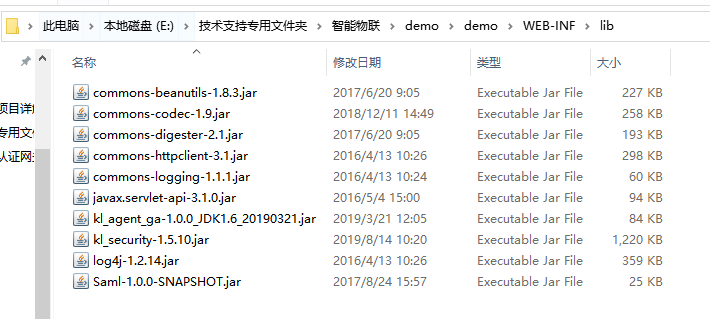 此电脑 > 本地磁盘 (E:) > 技术支持专用文件夹 > 智能物联 > demo > demo > WEB-INF > lib
名称 修改日期 类型 大小
commons-beanutils-1.8.3.jar 2017/6/20 9:05 Executable Jar File 227 KB
commons-codec-1.9.jar 2018/12/11 14:49 Executable Jar File 258 KB
项目详解
commons-digester-2.1.jar 2017/6/20 9:05 Executable Jar File 193 KB
专用文件
commons-httpclient-3.1.jar 2016/4/13 10:26 Executable Jar File 298 KB
认证网
commons-logging-1.1.1.jar 2016/4/13 10:24 Executable Jar File 60 KB
javax.servlet-api-3.1.0.jar 2016/5/4 15:00 Executable Jar File 94 KB
kl_agent_ga-1.0.0_JDK1.6_20190321.jar 2019/3/21 12:05 Executable Jar File 84 KB
kl_security-1.5.10.jar 2019/8/14 10:20 Executable Jar File 1,220 KB
log4j-1.2.14.jar 2016/4/13 10:26 Executable Jar File 359 KB
Saml-1.0.0-SNAPSHOT.jar 2017/8/24 15:57 Executable Jar File 25 KB